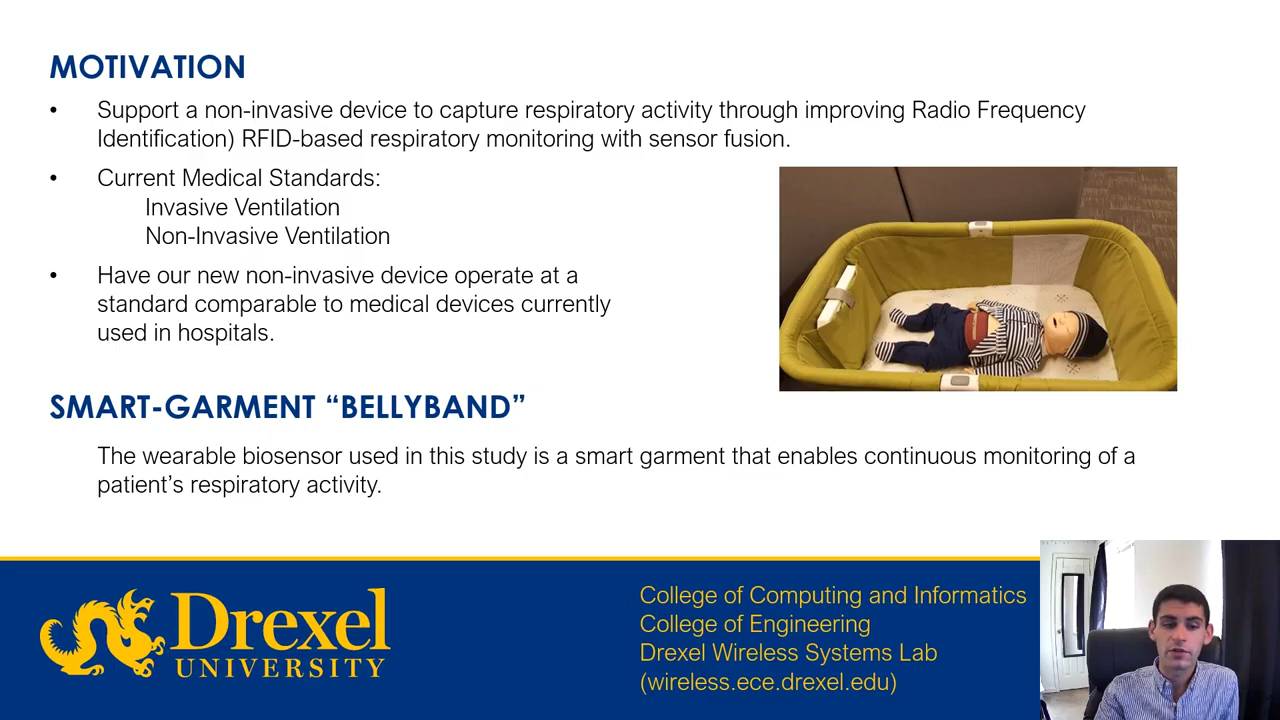 MOTIVATION
• Support a non-invasive device to capture respiratory activity through improving Radio Frequency
Identification) RFID-based respiratory monitoring with sensor fusion.
• Current Medical Standards:
Invasive Ventilation
Non-Invasive Ventilation
• Have our new non-invasive device operate at a
standard comparable to medical devices currently
used in hospitals.
SMART-GARMENT “BELLYBAND”
The wearable biosensor used in this study is a smart garment that enables continuous monitoring of a
patient’s respiratory activity.
Drexel
UNIVERSITY
College of Computing and Informatics
College of Engineering
Drexel Wireless Systems Lab
(wireless.ece.drexel.edu)